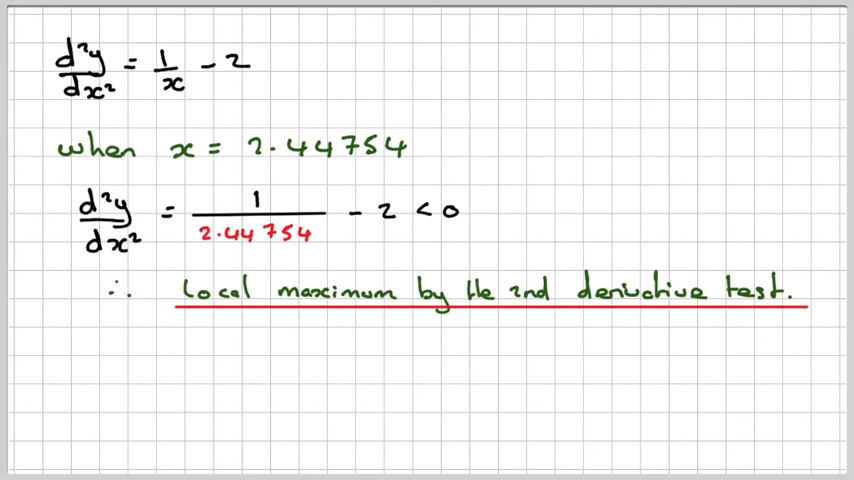 d²y/dx² = 1/x - 2
when x = 2.44754
d²y/dx² = 1/2.44754 - 2 < 0
∴ Local maximum by the 2nd derivative test.